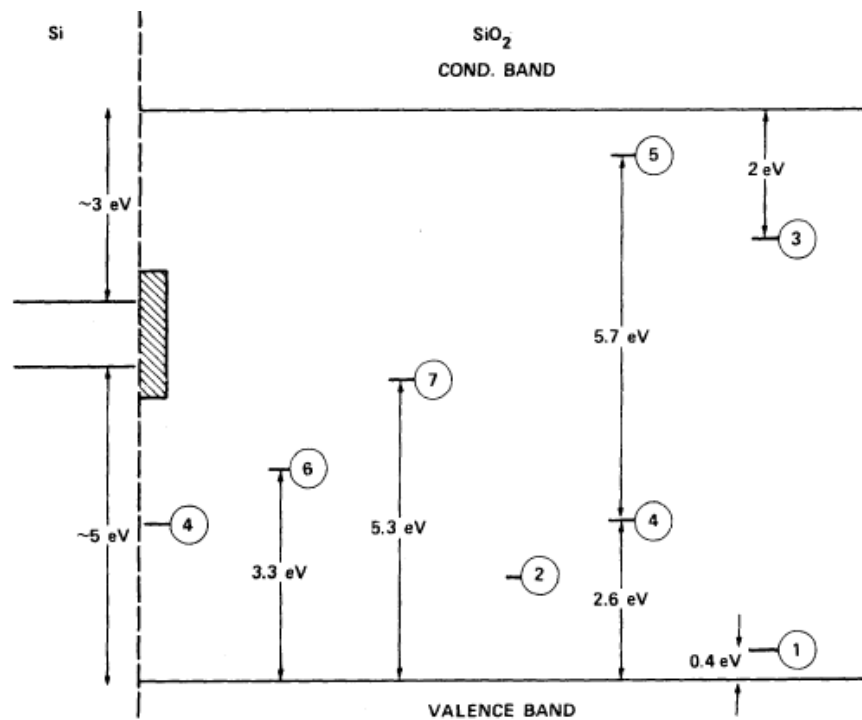 Si
SiO₂
COND. BAND
5
2 eV
~3 eV
3
5.7 eV
7
6
4
4
~5 eV
5.3 eV
3.3 eV
2
2.6 eV
1
0.4 eV
VALENCE BAND